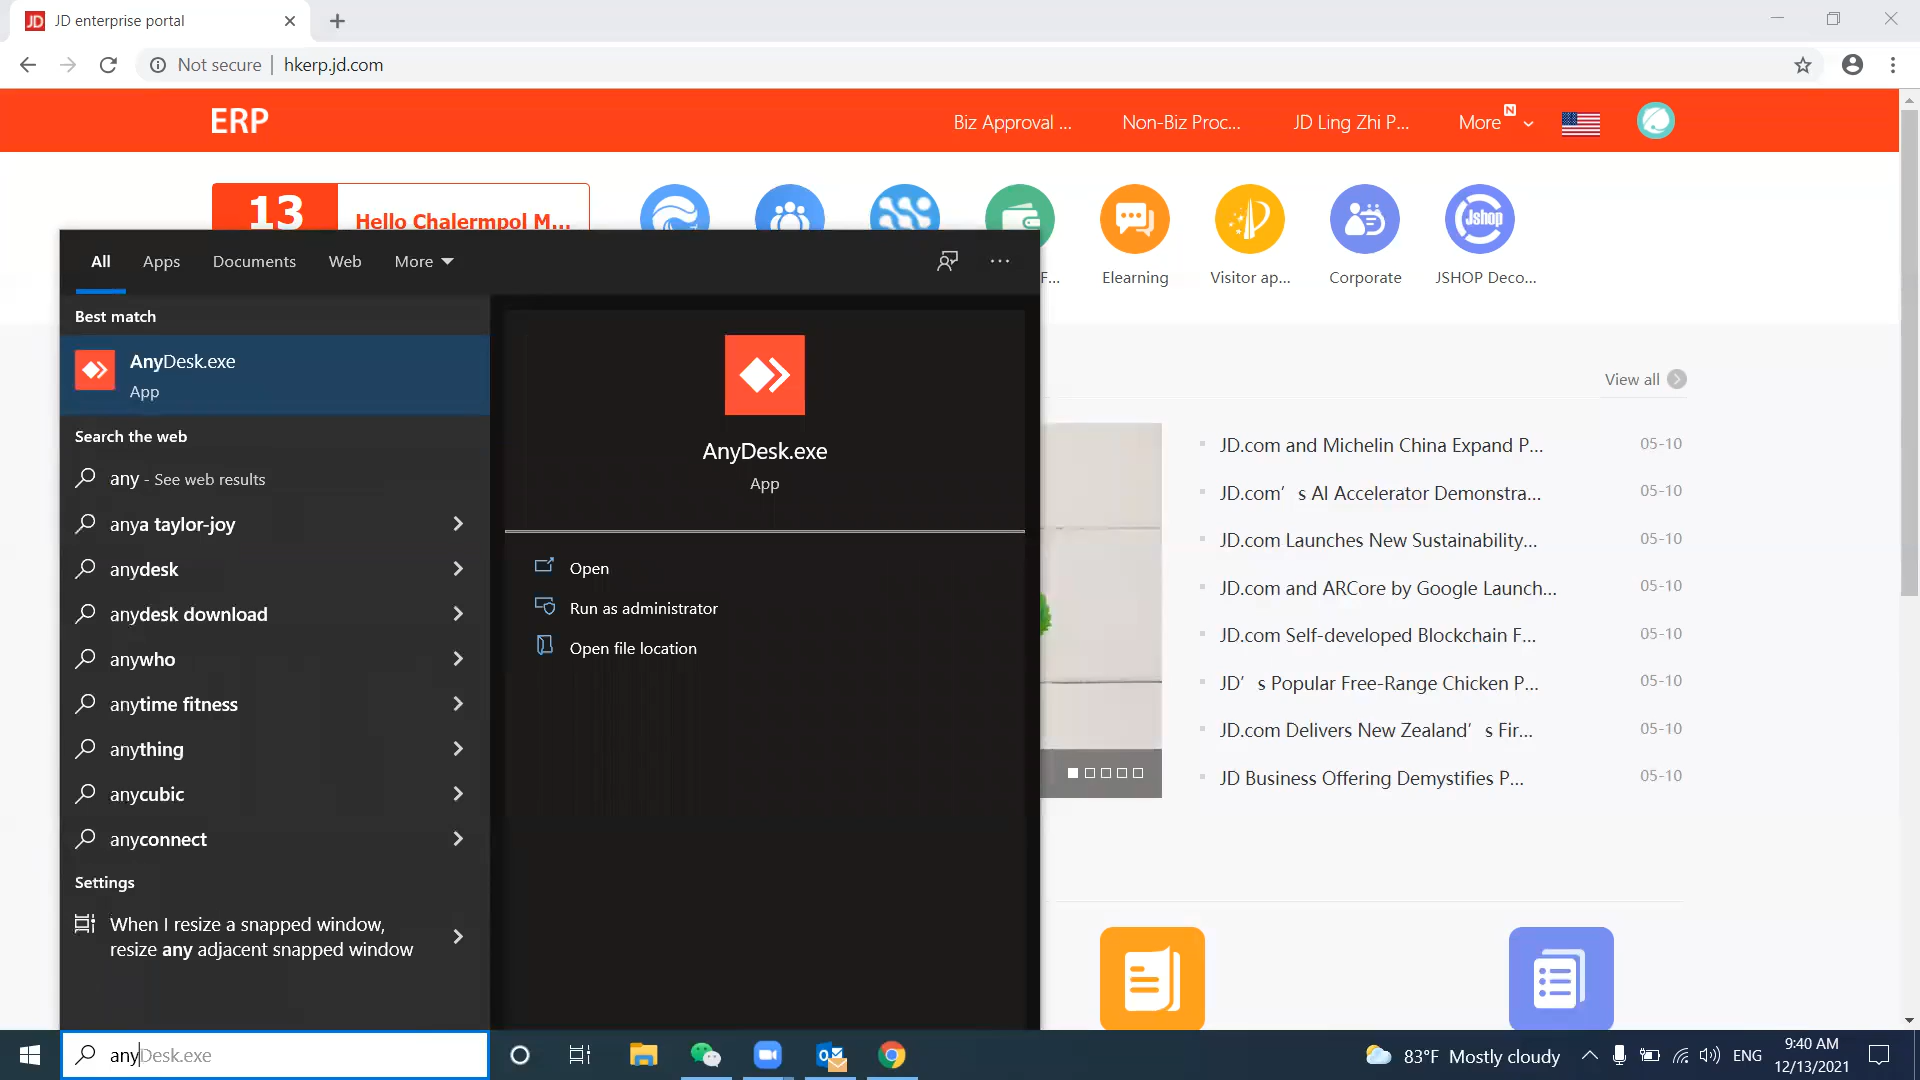 JD JD enterprise portal
Not secure | hkerp.jd.com
ERP
Biz Approval ... Non-Biz Proc... JD Ling Zhi P... More N
13 Hello Chalermpol M...
F... Elearning Visitor ap... Corporate JSHOP Deco...
Jshop
All Apps Documents Web More
Best match
AnyDesk.exe
App
Search the web
any - See web results
anya taylor-joy
anydesk
anydesk download
anywho
anytime fitness
anything
anycubic
anyconnect
Settings
When I resize a snapped window,
resize any adjacent snapped window
AnyDesk.exe
App
Open
Run as administrator
Open file location
View all
JD.com and Michelin China Expand P... 05-10
JD.com’ s AI Accelerator Demonstra... 05-10
JD.com Launches New Sustainability... 05-10
JD.com and ARCore by Google Launch... 05-10
JD.com Self-developed Blockchain F... 05-10
JD’ s Popular Free-Range Chicken P... 05-10
JD.com Delivers New Zealand’ s Fir... 05-10
JD Business Offering Demystifies P... 05-10
anyDesk.exe
83°F Mostly cloudy
ENG
9:40 AM
12/13/2021